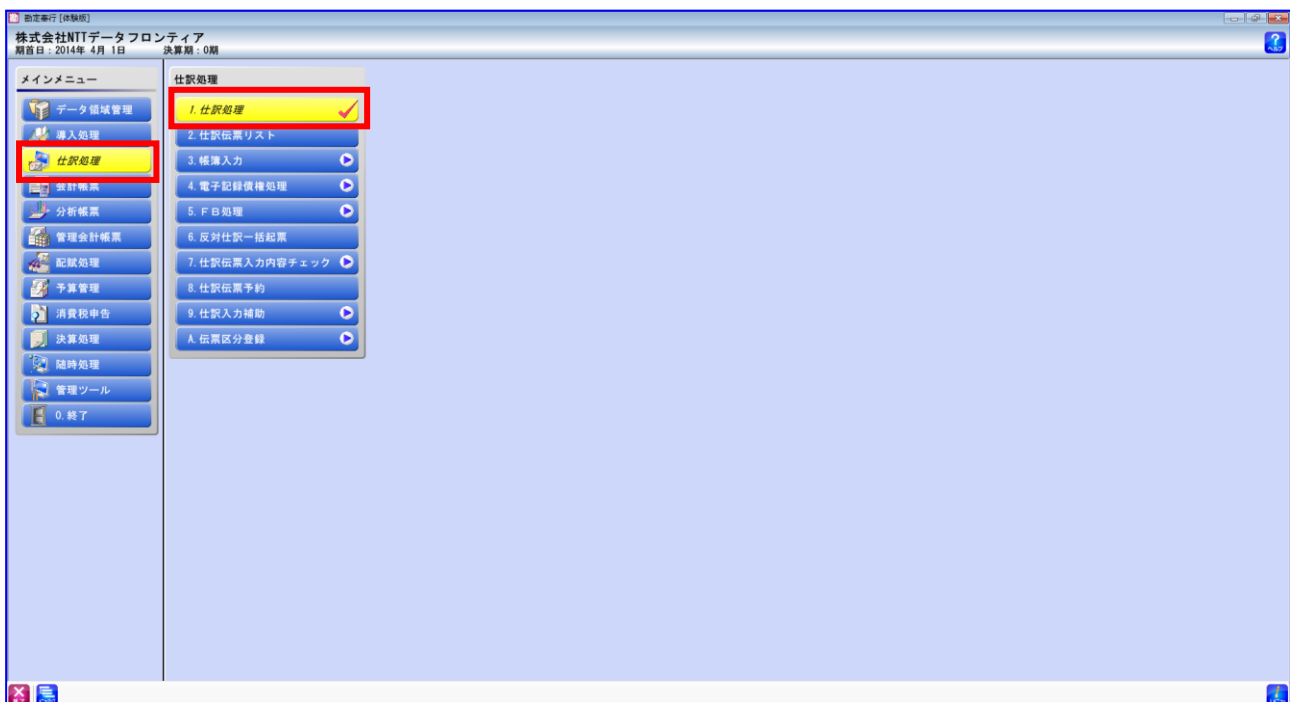 勘定奉行 [体験版]
株式会社NTTデータフロンティア
期首日：2014年 4月 1日 決算期：0期
メインメニュー
データ領域管理
導入処理
仕訳処理
会計帳票
分析帳票
管理会計帳票
配賦処理
予算管理
消費税申告
決算処理
随時処理
管理ツール
0. 終了
仕訳処理
1. 仕訳処理
2. 仕訳伝票リスト
3. 帳簿入力
4. 電子記録債権処理
5. ＦＢ処理
6. 反対仕訳一括起票
7. 仕訳伝票入力内容チェック
8. 仕訳伝票予約
9. 仕訳入力補助
A. 伝票区分登録